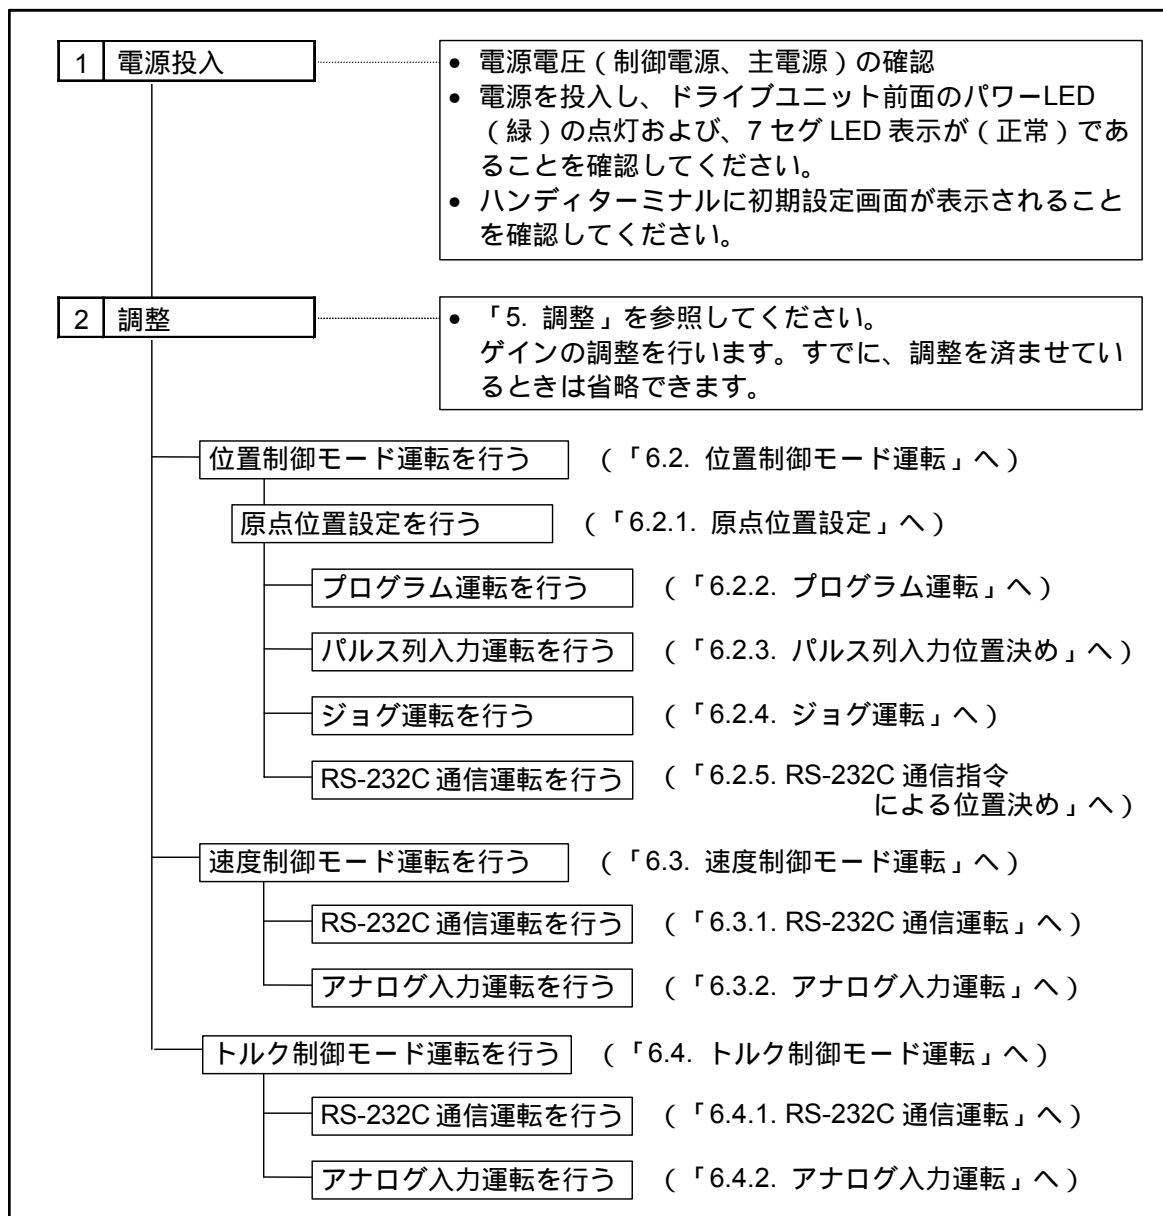 1 電源投入
• 電源電圧（制御電源、主電源）の確認
• 電源を投入し、ドライブユニット前面のパワーLED
（緑）の点灯および、7 セグ LED 表示が（正常）であ
ることを確認してください。
• ハンディターミナルに初期設定画面が表示されること
を確認してください。
2 調整
• 「5. 調整」を参照してください。
ゲインの調整を行います。すでに、調整を済ませてい
るときは省略できます。
位置制御モード運転を行う （「6.2. 位置制御モード運転」へ）
原点位置設定を行う （「6.2.1. 原点位置設定」へ）
プログラム運転を行う （「6.2.2. プログラム運転」へ）
パルス列入力運転を行う （「6.2.3. パルス列入力位置決め」へ）
ジョグ運転を行う （「6.2.4. ジョグ運転」へ）
RS-232C 通信運転を行う （「6.2.5. RS-232C 通信指令
による位置決め」へ）
速度制御モード運転を行う （「6.3. 速度制御モード運転」へ）
RS-232C 通信運転を行う （「6.3.1. RS-232C 通信運転」へ）
アナログ入力運転を行う （「6.3.2. アナログ入力運転」へ）
トルク制御モード運転を行う （「6.4. トルク制御モード運転」へ）
RS-232C 通信運転を行う （「6.4.1. RS-232C 通信運転」へ）
アナログ入力運転を行う （「6.4.2. アナログ入力運転」へ）